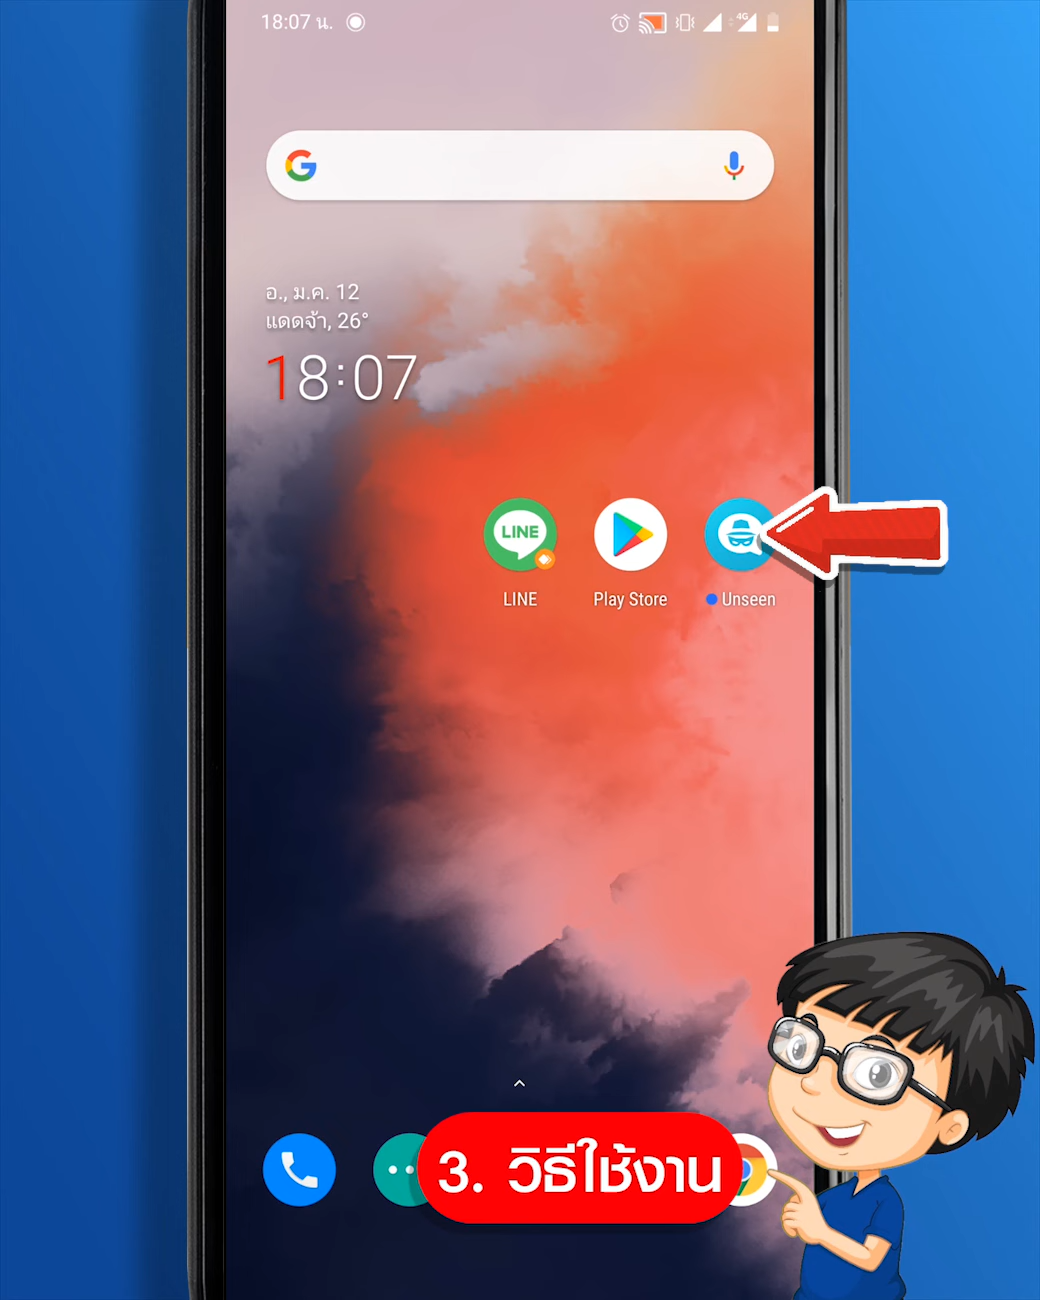 18:07 น.
4G
อ., ม.ค. 12
แดดจ้า, 26°
18:07
LINE
LINE
Play Store
Unseen
3. วิธีใช้งาน